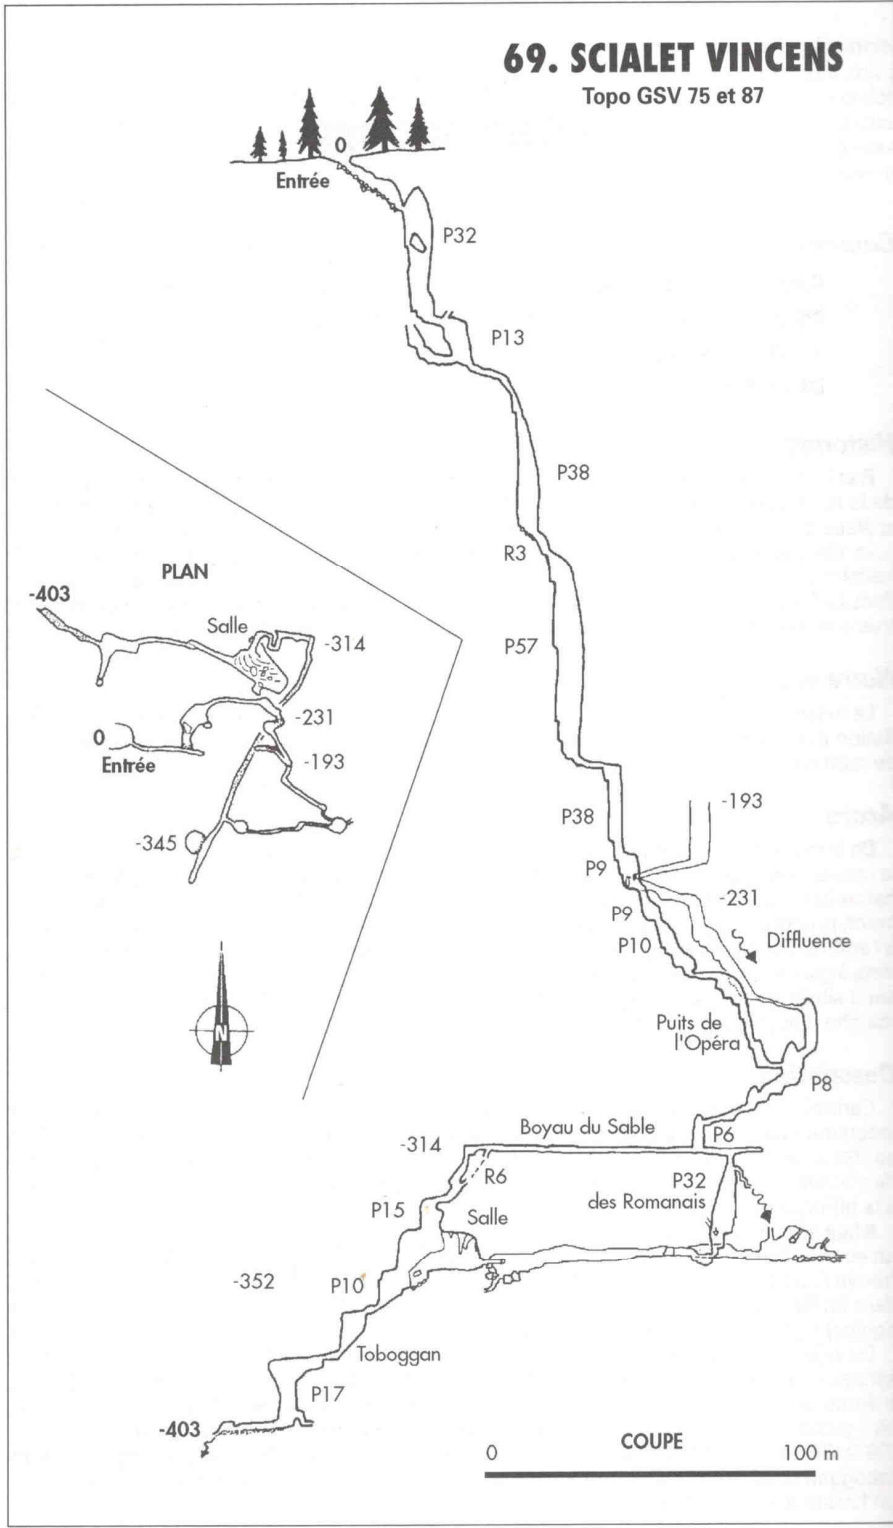 69. SCIALET VINCENS
Topo GSV 75 et 87
0
Entrée
P32
P13
P38
R3
P57
P38
P9
P9
P10
-193
-231
Diffluence
Puits de
l'Opéra
P8
P6
Boyau du Sable
-314
R6
P32
des Romanais
P15
Salle
-352
P10
Toboggan
P17
-403
COUPE
0
100 m
PLAN
-403
Salle
-314
-231
0
Entrée
-193
-345
N